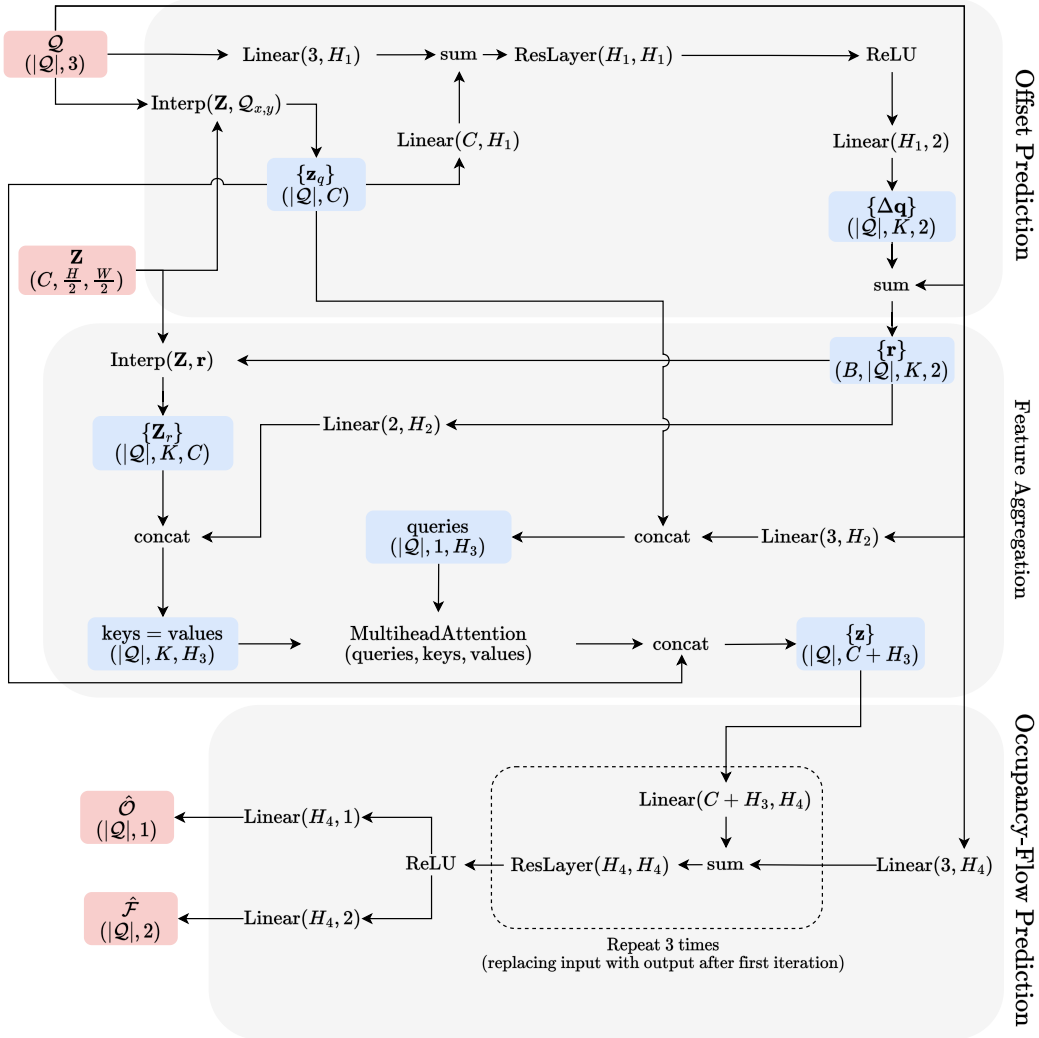 𝒬
(|𝒬|, 3)
Linear(3, H₁)
sum
ResLayer(H₁, H₁)
ReLU
Interp(𝐙, 𝒬ₓ,ᵧ)
Linear(C, H₁)
Linear(H₁, 2)
{𝐳_q}
(|𝒬|, C)
{Δ𝐪}
(|𝒬|, K, 2)
𝐙
(C, H/2, W/2)
sum
Offset Prediction
Interp(𝐙, 𝐫)
{𝐫}
(B, |𝒬|, K, 2)
Linear(2, H₂)
{𝐙ᵣ}
(|𝒬|, K, C)
concat
queries
(|𝒬|, 1, H₃)
concat
Linear(3, H₂)
keys = values
(|𝒬|, K, H₃)
MultiheadAttention
(queries, keys, values)
concat
{𝐳}
(|𝒬|, C + H₃)
Feature Aggregation
Linear(C + H₃, H₄)
𝒪̂
(|𝒬|, 1)
Linear(H₄, 1)
ReLU
ResLayer(H₄, H₄)
sum
Linear(3, H₄)
ℱ̂
(|𝒬|, 2)
Linear(H₄, 2)
Repeat 3 times
(replacing input with output after first iteration)
Occupancy-Flow Prediction